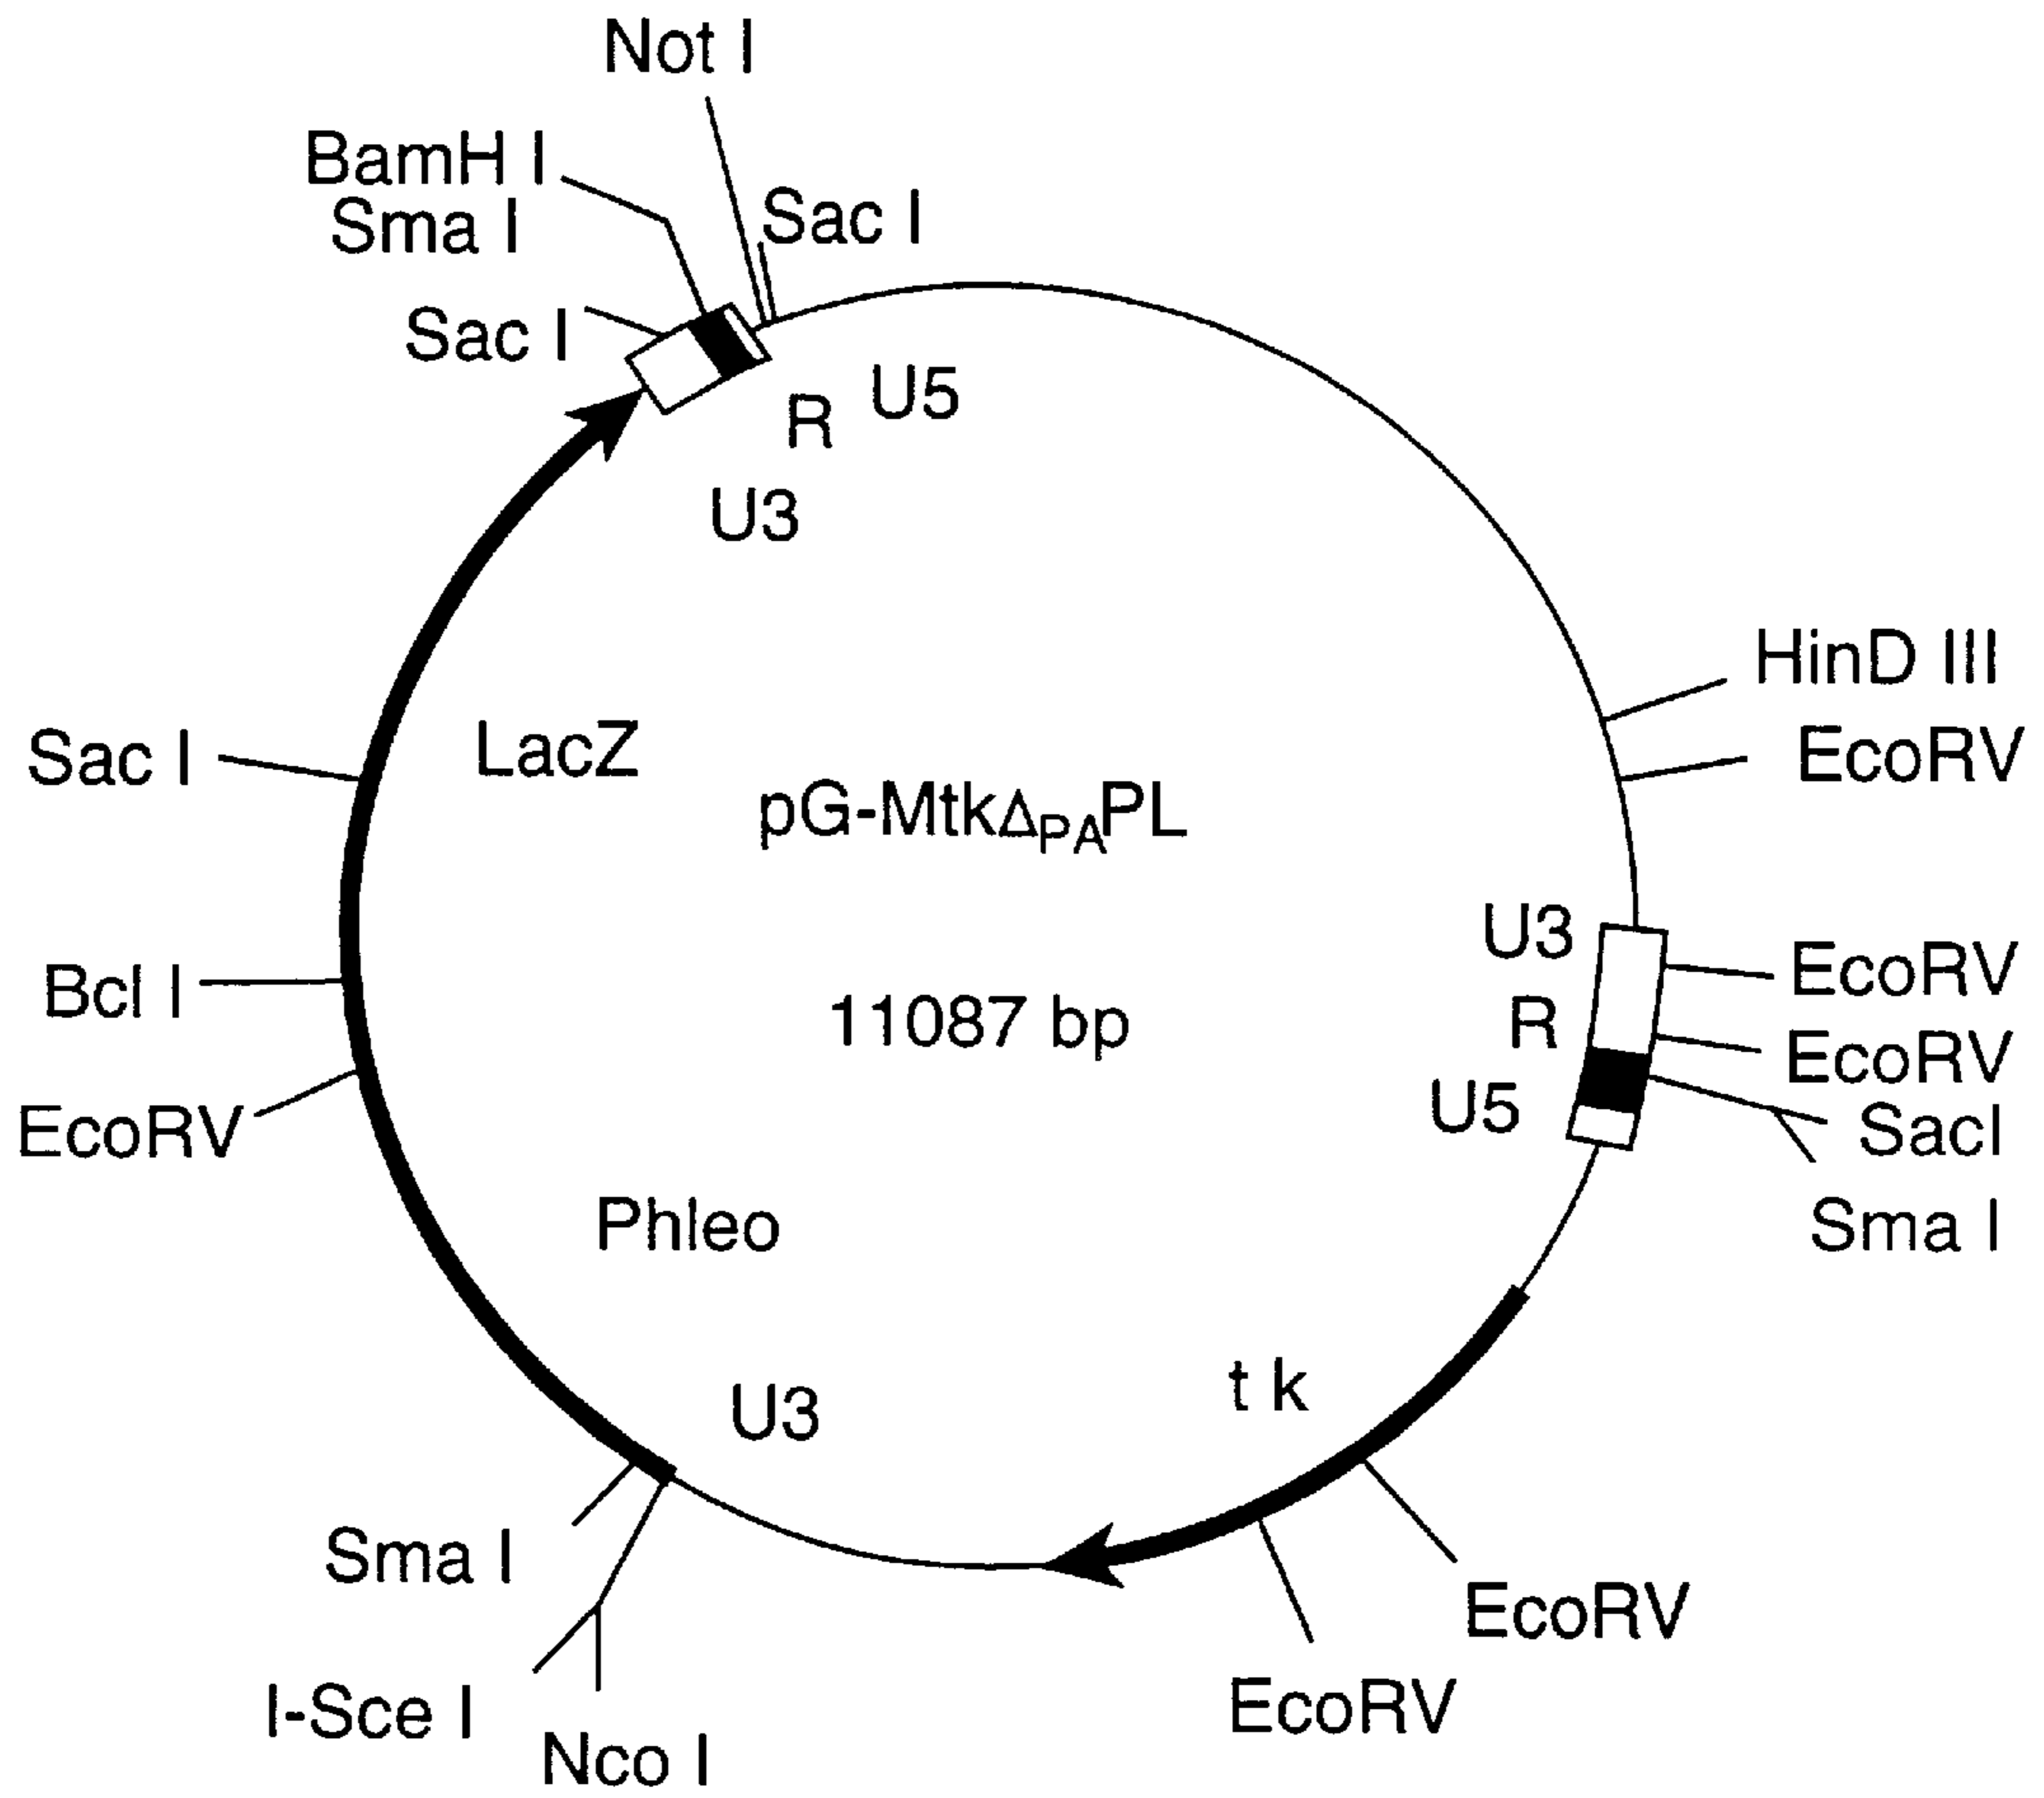 Not I
BamH I
Sma I
Sac I
Sac I
U5
R
U3
HinD III
EcoRV
Sac I
LacZ
pG-MtkΔPAPL
U3
EcoRV
R
EcoRV
U5
SacI
Sma I
Bcl I
11087 bp
EcoRV
Phleo
t k
U3
Sma I
EcoRV
I-Sce I
EcoRV
Nco I